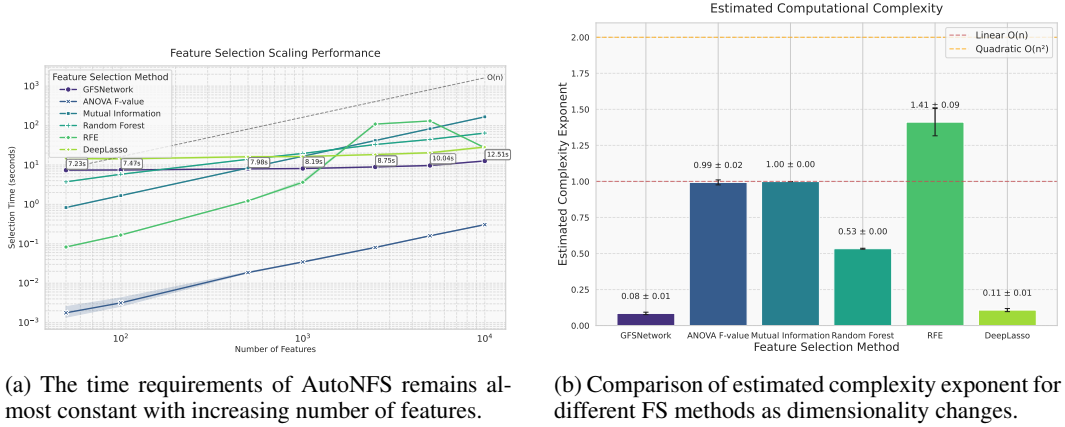 Feature Selection Scaling Performance
Selection Time (seconds)
10³
10²
10¹
10⁰
10⁻¹
10⁻²
10⁻³
Feature Selection Method
GFSNetwork
ANOVA F-value
Mutual Information
Random Forest
RFE
DeepLasso
O(n)
7.23s
7.47s
7.98s
8.19s
8.75s
10.04s
12.51s
10²
10³
10⁴
Number of Features
(a) The time requirements of AutoNFS remains al-
most constant with increasing number of features.
Estimated Computational Complexity
Estimated Complexity Exponent
2.00
1.75
1.50
1.25
1.00
0.75
0.50
0.25
0.00
Linear O(n)
Quadratic O(n²)
0.08 ± 0.01
0.99 ± 0.02
1.00 ± 0.00
0.53 ± 0.00
1.41 ± 0.09
0.11 ± 0.01
GFSNetwork
ANOVA F-value
Mutual Information
Random Forest
RFE
DeepLasso
Feature Selection Method
(b) Comparison of estimated complexity exponent for
different FS methods as dimensionality changes.